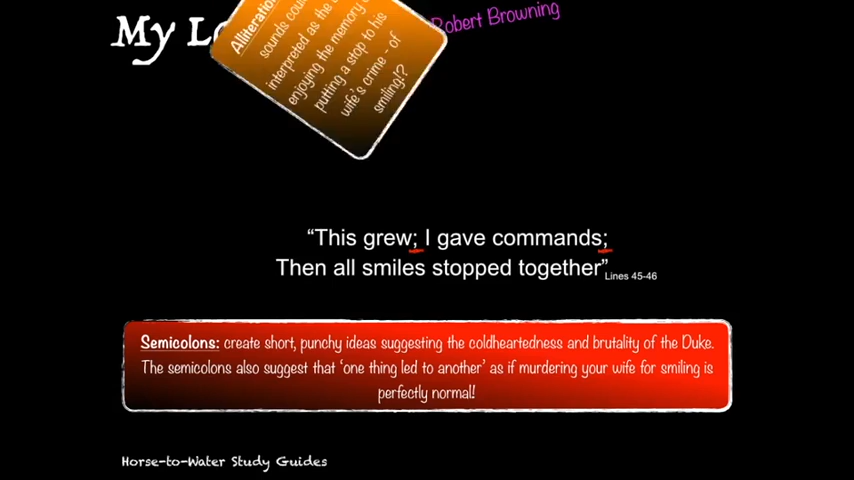 My L
Robert Browning
Alliteration
sounds
interpreted as the
enjoying the memory
putting a stop to his
wife's crime - of
smiling!?
“This grew; I gave commands;
Then all smiles stopped together”
Lines 45-46
Semicolons: create short, punchy ideas suggesting the coldheartedness and brutality of the Duke.
The semicolons also suggest that ‘one thing led to another’ as if murdering your wife for smiling is
perfectly normal!
Horse-to-Water Study Guides